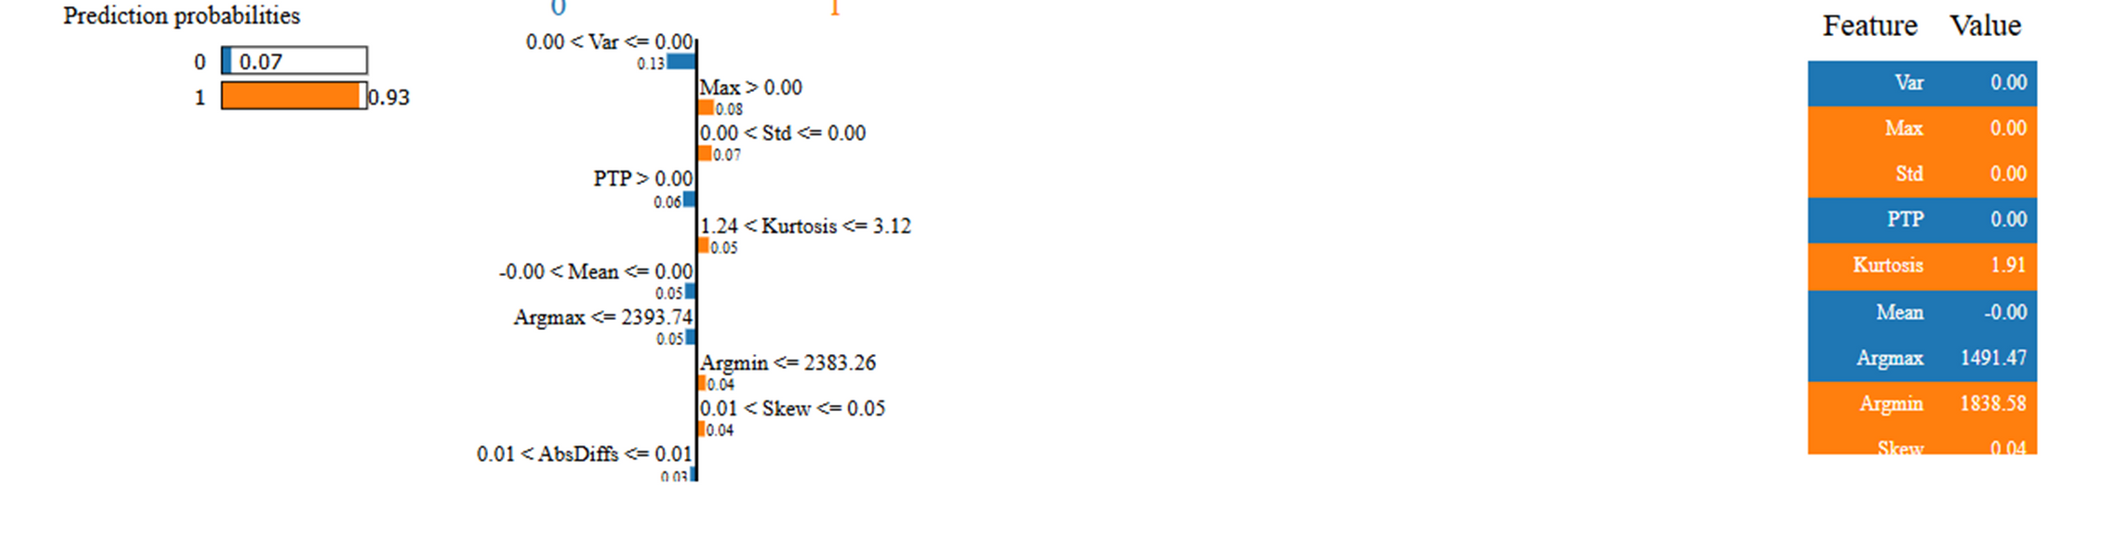 Prediction probabilities
0 0.07
1 0.93
0 1
0.00 < Var <= 0.00
0.13
Max > 0.00
0.08
0.00 < Std <= 0.00
0.07
PTP > 0.00
0.06
1.24 < Kurtosis <= 3.12
0.05
-0.00 < Mean <= 0.00
0.05
Argmax <= 2393.74
0.05
Argmin <= 2383.26
0.04
0.01 < Skew <= 0.05
0.04
0.01 < AbsDiffs <= 0.01
0.03
Feature Value
Var 0.00
Max 0.00
Std 0.00
PTP 0.00
Kurtosis 1.91
Mean -0.00
Argmax 1491.47
Argmin 1838.58
Skew 0.04